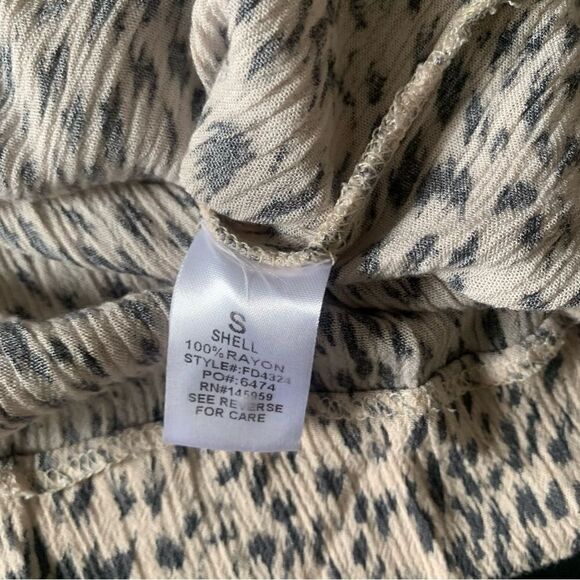 S
SHELL
100% RAYON
STYLE#:FD4324
PO#:6474
RN#145959
SEE REVERSE
FOR CARE